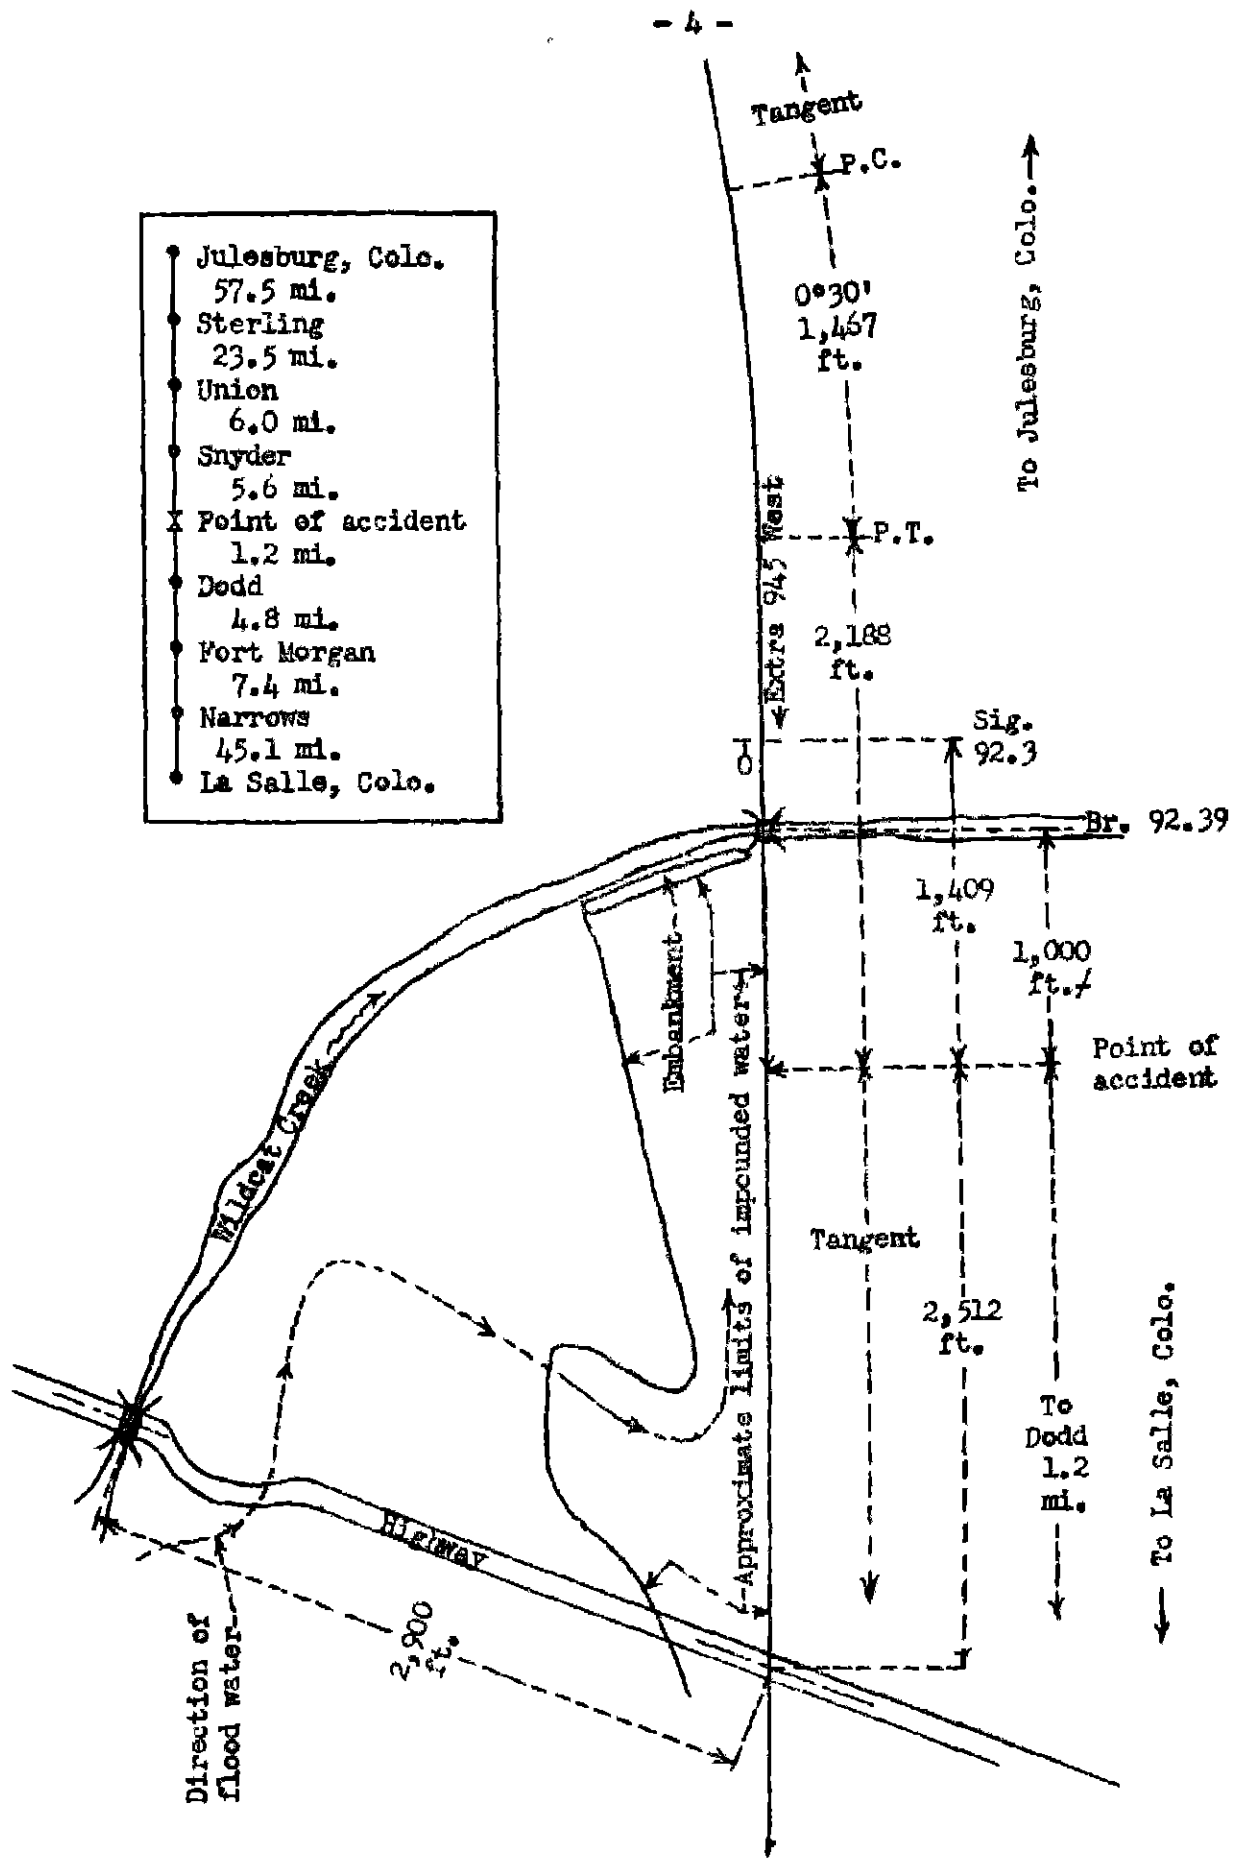 - 4 -
Tangent
P.C.
To Julesburg, Colo.
Julesburg, Colo.
57.5 mi.
Sterling
23.5 mi.
Union
6.0 mi.
Snyder
5.6 mi.
Point of accident
1.2 mi.
Dodd
4.8 mi.
Fort Morgan
7.4 mi.
Narrows
45.1 mi.
La Salle, Colo.
0°30'
1,467
ft.
P.T.
Extra 945 West
2,188
ft.
Sig.
92.3
Br. 92.39
1,409
ft.
1,000
ft.
Embankment
Point of
accident
Wildcat Creek
Approximate limits of impounded water
Tangent
2,512
ft.
To
Dodd
1.2
mi.
To La Salle, Colo.
Highway
2,900
ft.
Direction of
flood water